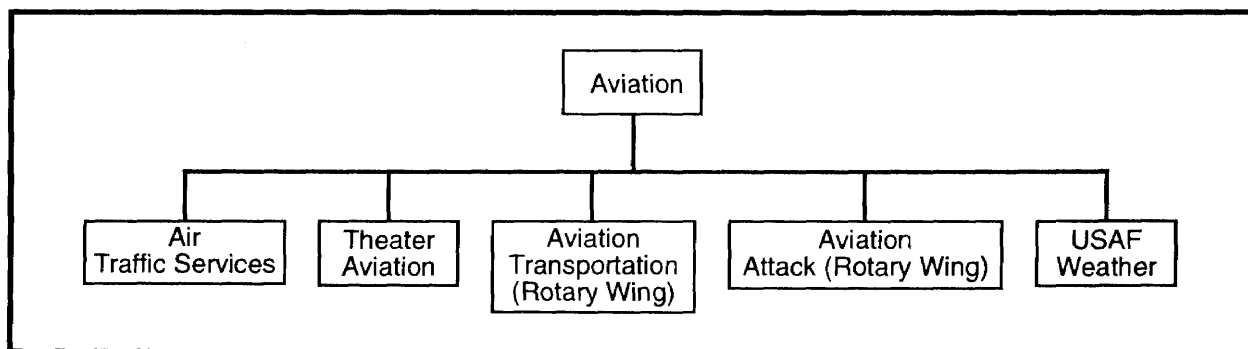 Aviation
Air
Traffic Services
Theater
Aviation
Aviation
Transportation
(Rotary Wing)
Aviation
Attack (Rotary Wing)
USAF
Weather